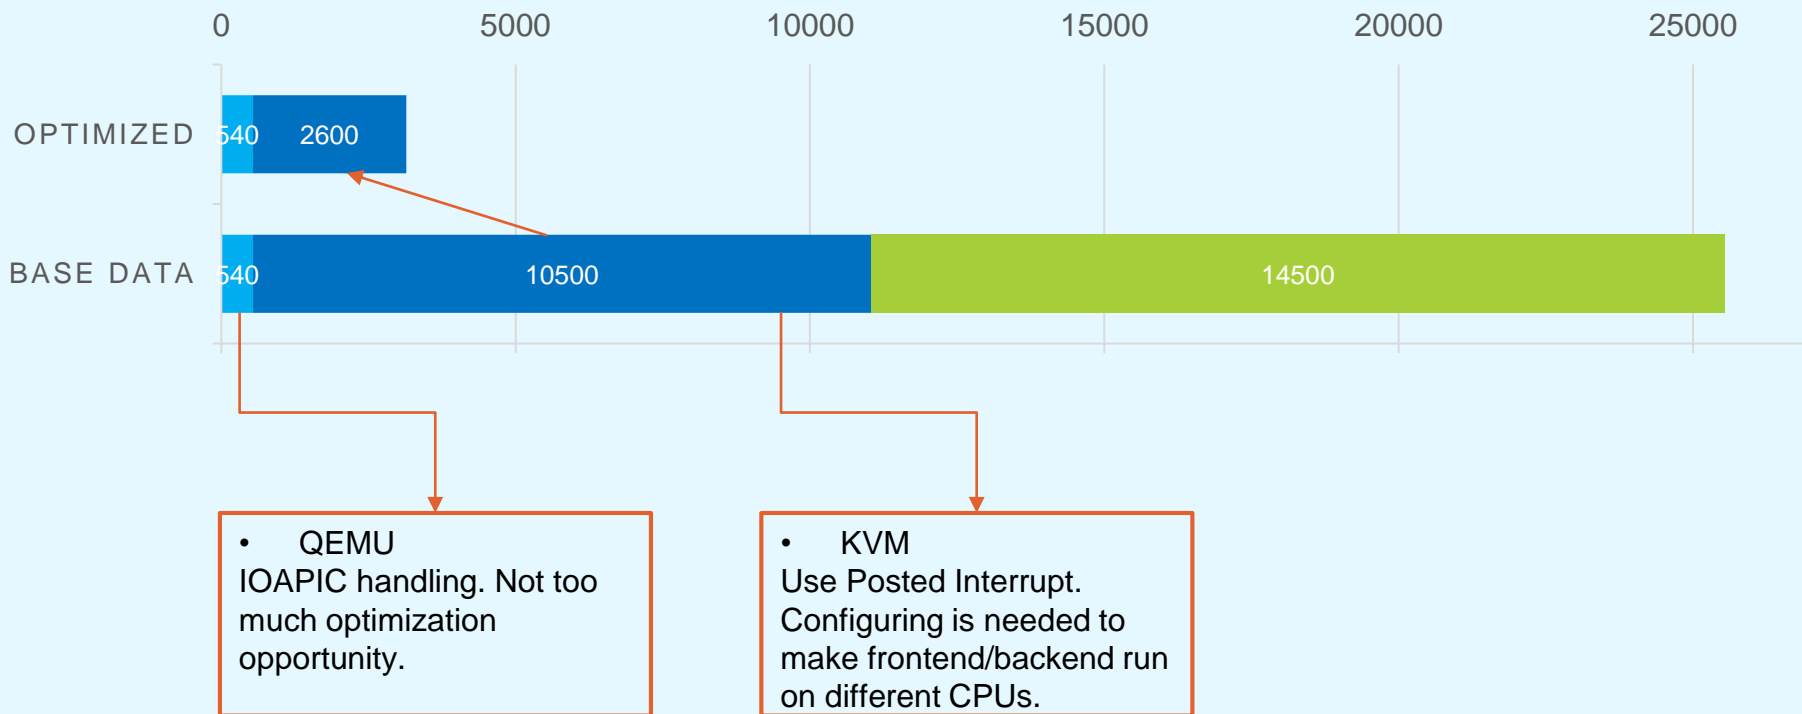 0 5000 10000 15000 20000 25000
OPTIMIZED 540 2600
BASE DATA 540 10500 14500
• QEMU
IOAPIC handling. Not too
much optimization
opportunity.
• KVM
Use Posted Interrupt.
Configuring is needed to
make frontend/backend run
on different CPUs.